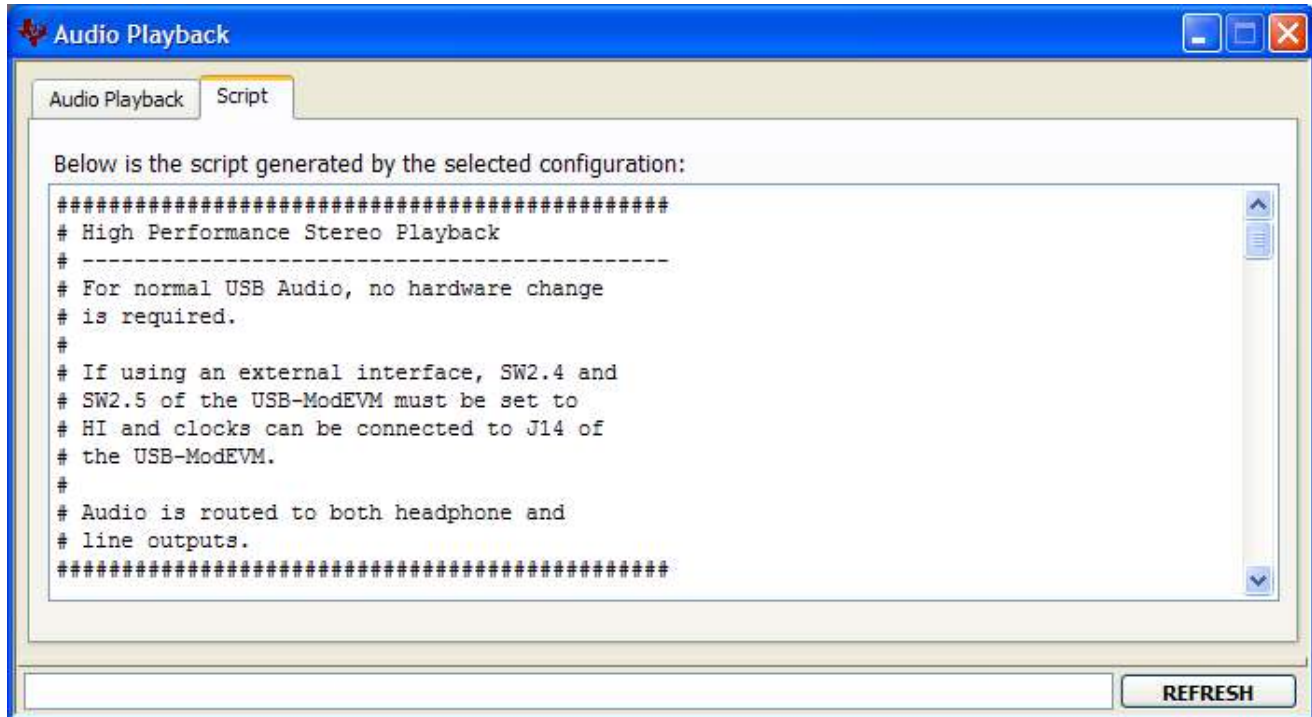 Audio Playback
Audio Playback Script
Below is the script generated by the selected configuration:
###############################################
# High Performance Stereo Playback
# ---------------------------------------------
# For normal USB Audio, no hardware change
# is required.
#
# If using an external interface, SW2.4 and
# SW2.5 of the USB-ModEVM must be set to
# HI and clocks can be connected to J14 of
# the USB-ModEVM.
#
# Audio is routed to both headphone and
# line outputs.
###############################################
REFRESH